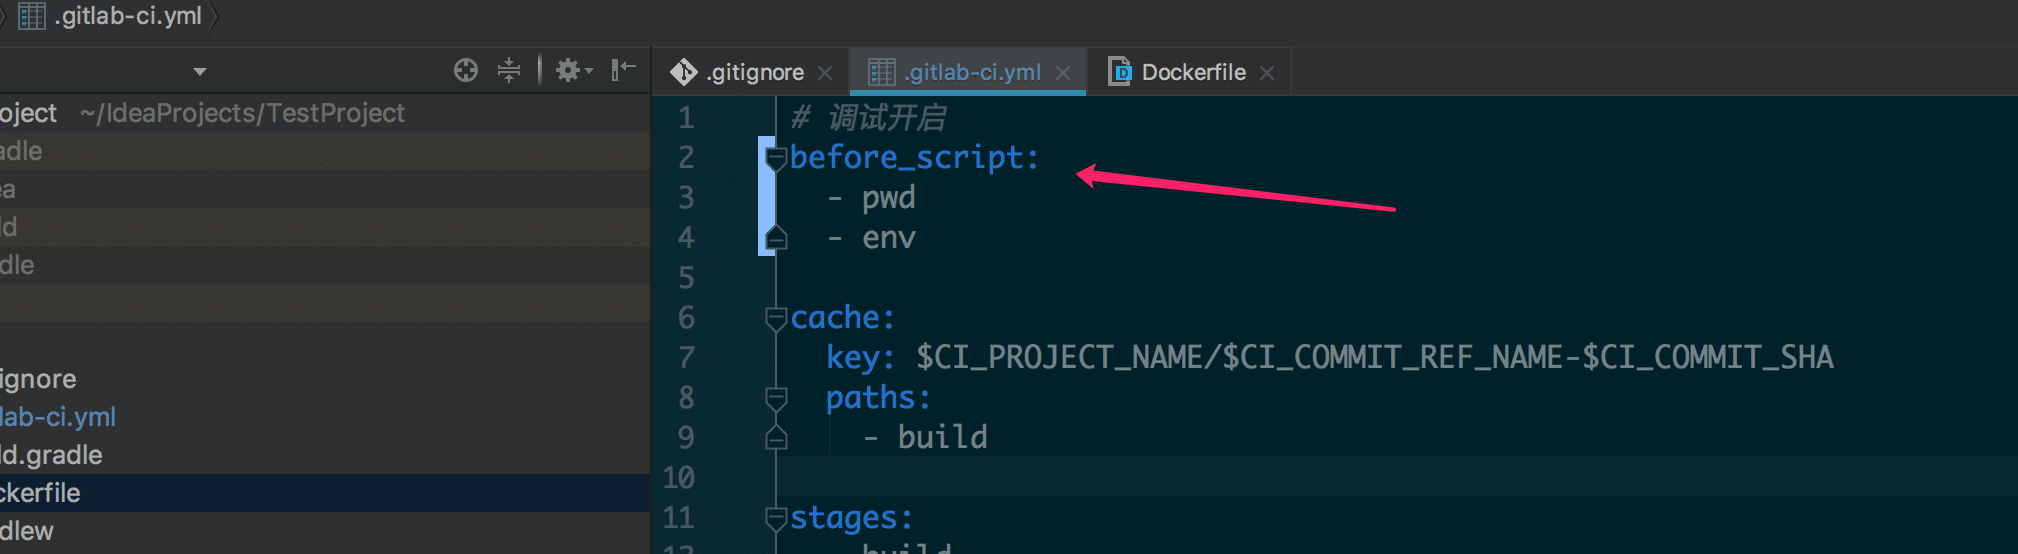 .gitlab-ci.yml
.gitignore
.gitlab-ci.yml
Dockerfile
oject ~/IdeaProjects/TestProject
adle
ea
ld
dle
ignore
lab-ci.yml
ld.gradle
ckerfile
dlew
1 # 调试开启
2 before_script:
3 - pwd
4 - env
5
6 cache:
7 key: $CI_PROJECT_NAME/$CI_COMMIT_REF_NAME-$CI_COMMIT_SHA
8 paths:
9 - build
10
11 stages:
12 - build